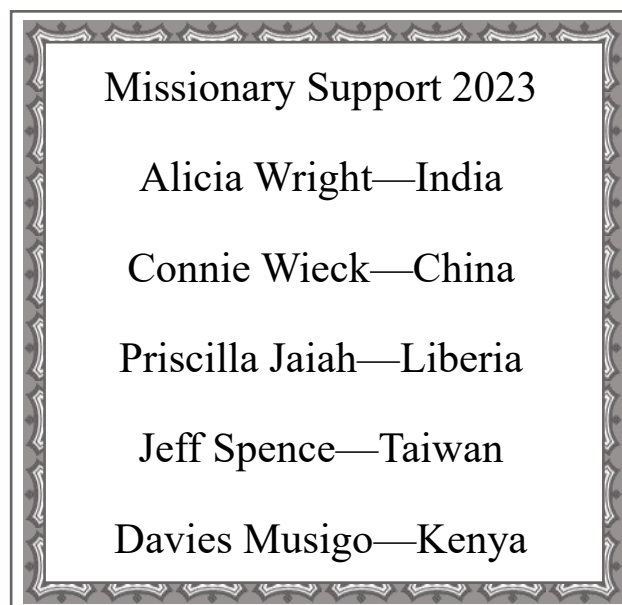 Missionary Support 2023
Alicia Wright—India
Connie Wieck—China
Priscilla Jaiah—Liberia
Jeff Spence—Taiwan
Davies Musigo—Kenya